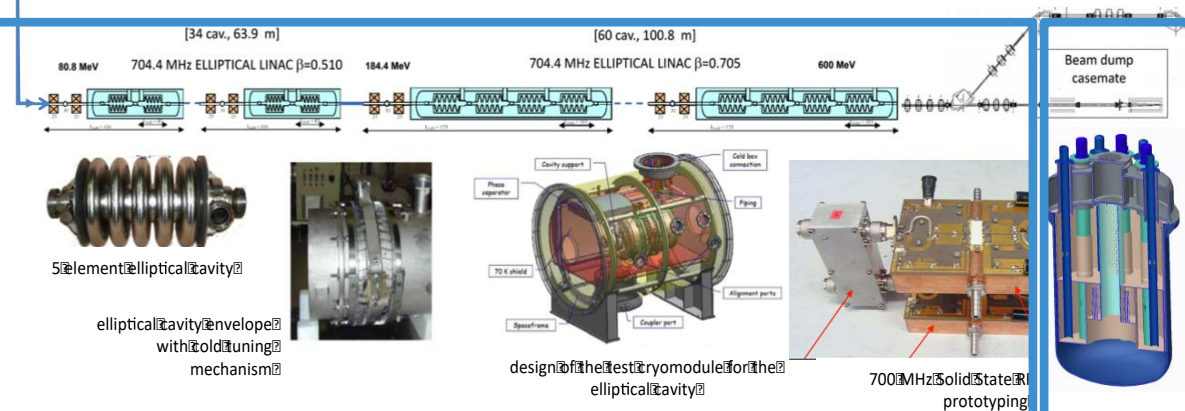 [34 cav., 63.9 m]
[60 cav., 100.8 m]
80.8 MeV
704.4 MHz ELLIPTICAL LINAC β=0.510
184.4 MeV
704.4 MHz ELLIPTICAL LINAC β=0.705
600 MeV
Beam dump
casemate
Cavity support
Cold box
connection
Phase
separator
Piping
70 K shield
Alignment ports
Spaceframe
Coupler port
5 element elliptical cavity
elliptical cavity envelope
with cold tuning
mechanism
design of the test cryomodule for the
elliptical cavity
700 MHz Solid State
prototyping